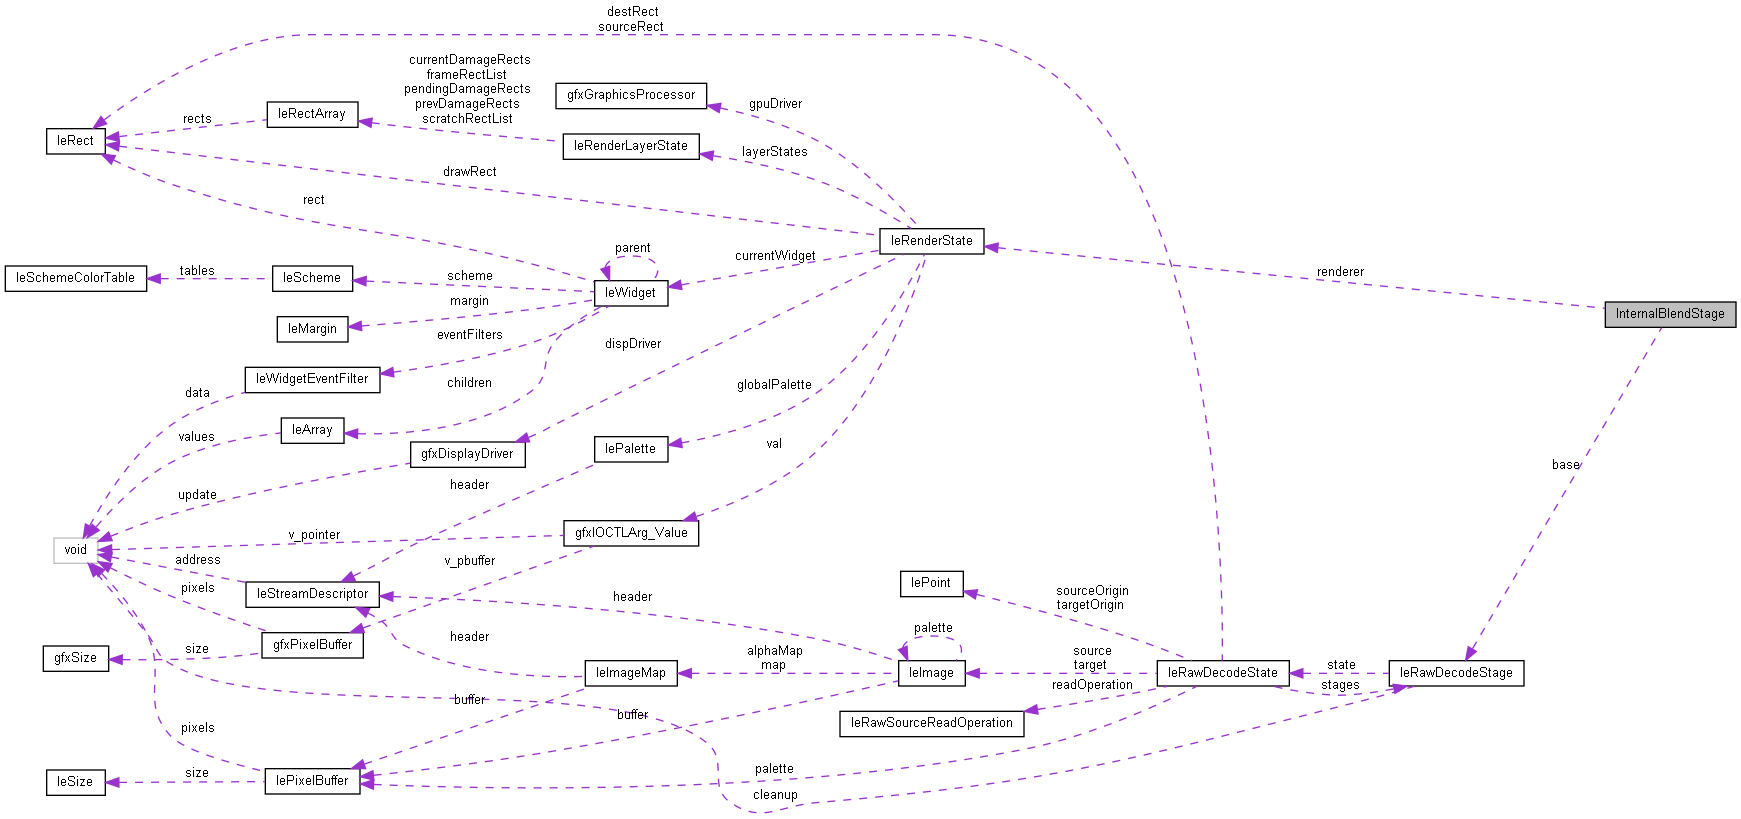 destRect
sourceRect
currentDamageRects
frameRectList
pendingDamageRects
prevDamageRects
scratchRectList
gfxGraphicsProcessor
gpuDriver
leRectArray
rects
leRect
leRenderLayerState
layerStates
drawRect
rect
leRenderState
parent
currentWidget
renderer
leSchemeColorTable
tables
leScheme
scheme
leWidget
margin
InternalBlendStage
leMargin
eventFilters
dispDriver
leWidgetEventFilter
children
globalPalette
data
values
leArray
gfxDisplayDriver
lePalette
val
base
header
update
v_pointer
gfxIOCTLArg_Value
void
address
v_pbuffer
leStreamDescriptor
pixels
header
lePoint
sourceOrigin
targetOrigin
palette
header
gfxPixelBuffer
gfxSize
size
alphaMap
map
source
target
state
leImageMap
leImage
leRawDecodeState
leRawDecodeStage
readOperation
stages
buffer
buffer
leRawSourceReadOperation
pixels
leSize
size
lePixelBuffer
palette
cleanup